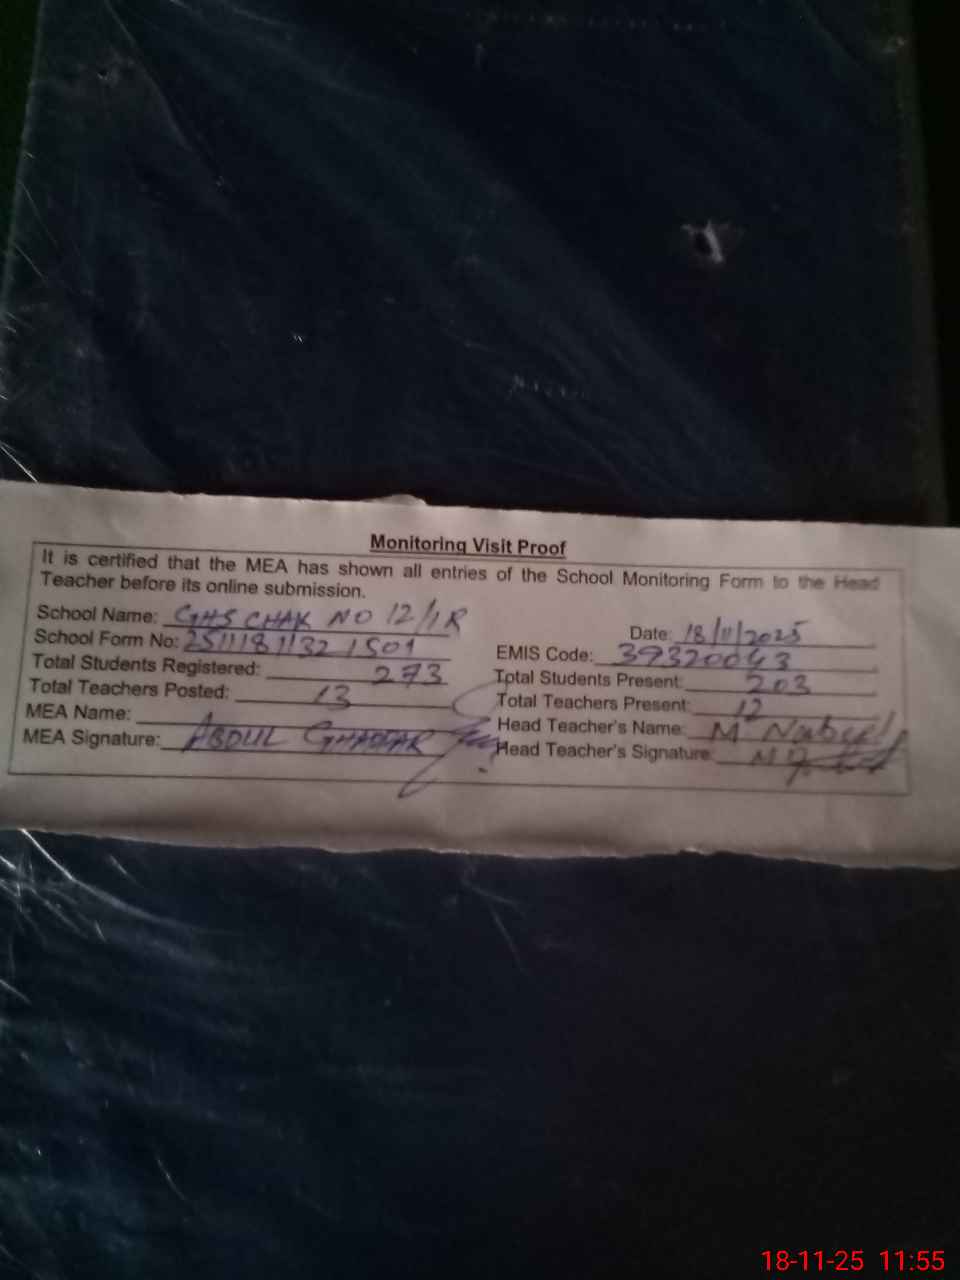 Monitoring Visit Proof
It is certified that the MEA has shown all entries of the School Monitoring Form to the Head
Teacher before its online submission.
School Name: GHS CHAK NO 12/1R
Date: 18/11/2025
School Form No: 25111811321501
EMIS Code: 39320043
Total Students Registered: 273
Total Students Present: 203
Total Teachers Posted: 13
Total Teachers Present: 12
MEA Name:
Head Teacher's Name: M
MEA Signature: ABDUL GHAFFAR
Head Teacher's Signature:
18-11-25 11:55